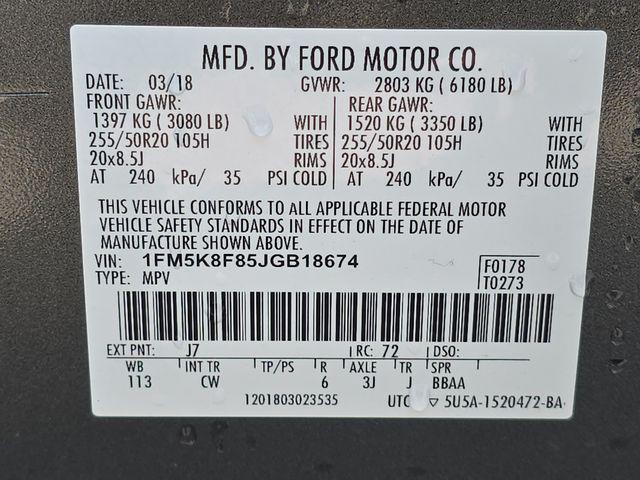 MFD. BY FORD MOTOR CO.
DATE: 03/18 GVWR: 2803 KG ( 6180 LB)
FRONT GAWR: REAR GAWR:
1397 KG ( 3080 LB) WITH 1520 KG ( 3350 LB) WITH
255/50R20 105H TIRES 255/50R20 105H TIRES
20x8.5J RIMS 20x8.5J RIMS
AT 240 kPa/ 35 PSI COLD AT 240 kPa/ 35 PSI COLD
THIS VEHICLE CONFORMS TO ALL APPLICABLE FEDERAL MOTOR
VEHICLE SAFETY STANDARDS IN EFFECT ON THE DATE OF
MANUFACTURE SHOWN ABOVE.
VIN: 1FM5K8F85JGB18674 F0178
TYPE: MPV T0273
EXT PNT: J7 RC: 72 DSO:
WB INT TR TP/PS R AXLE TR SPR
113 CW 6 3J J BBAA
1201803023535 UTC ▽ 5U5A-1520472-BA